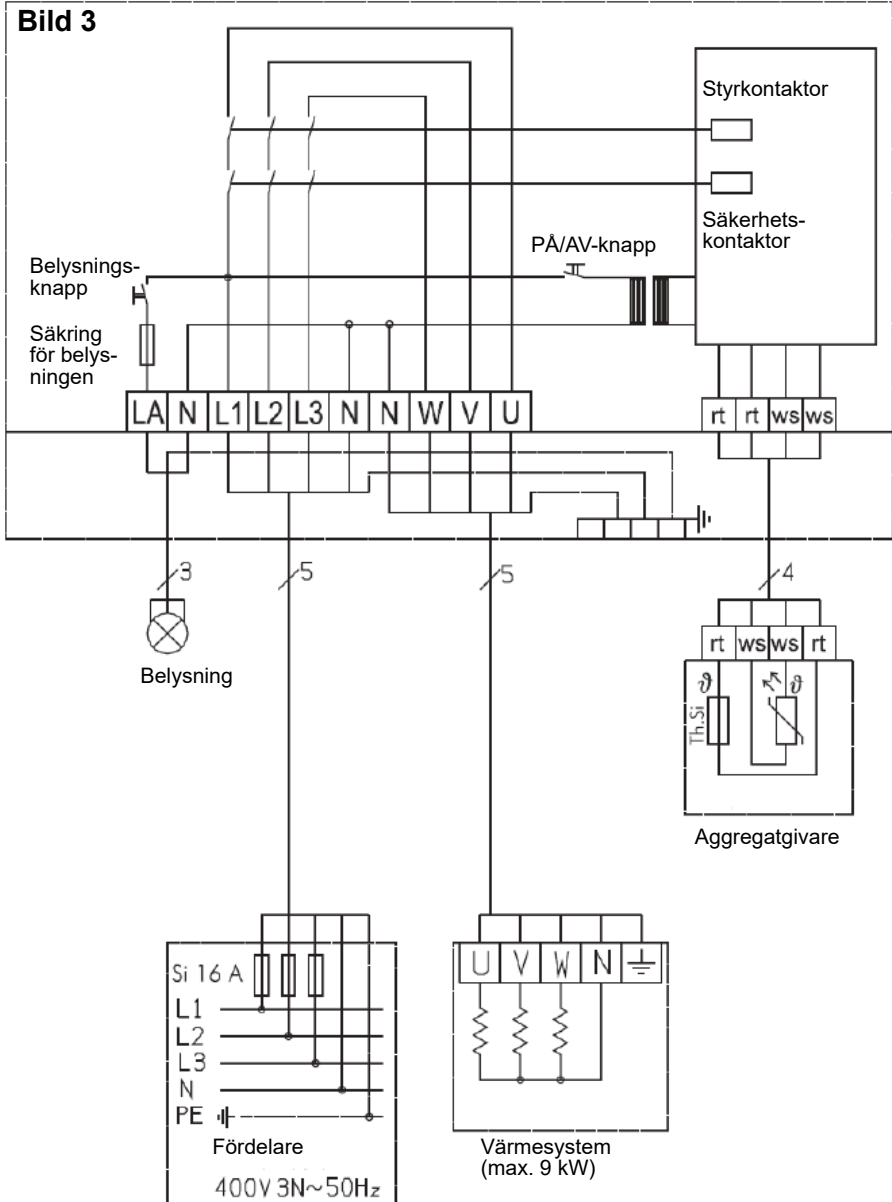 Bild 3
Styrkontaktor
Säkerhets-
kontaktor
PÅ/AV-knapp
Belysnings-
knapp
Säkring
för belys-
ningen
LA N L1 L2 L3 N N W V U
rt rt ws ws
3
5
5
4
Belysning
rt ws ws rt
ϑ
ϑ
Th.Si
Aggregatgivare
Si 16 A
L1
L2
L3
N
PE
Fördelare
400V 3N~50Hz
U V W N
Värmesystem
(max. 9 kW)